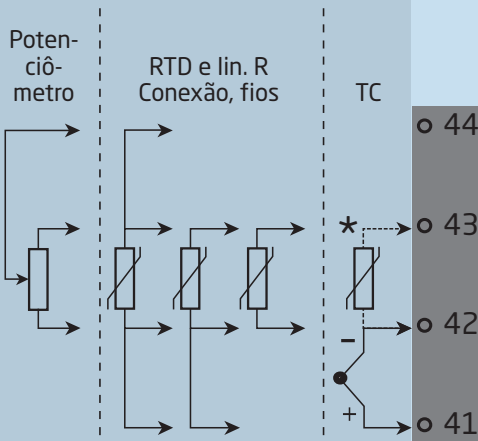 Poten-
ciô-
metro
RTD e lin. R
Conexão, fios
TC
44
* 43
42
-
+ 41